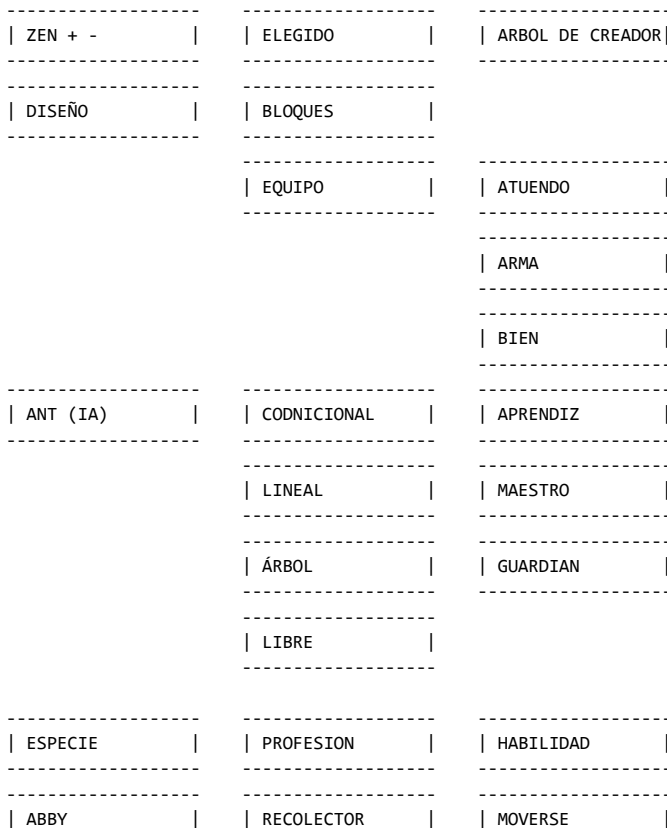 ZEN + - ELEGIDO ARBOL DE CREADOR
DISEÑO BLOQUES
EQUIPO ATUENDO
ARMA
BIEN
ANT (IA) CODNICIONAL APRENDIZ
LINEAL MAESTRO
ÁRBOL GUARDIAN
LIBRE
ESPECIE PROFESION HABILIDAD
ABBY RECOLECTOR MOVERSE